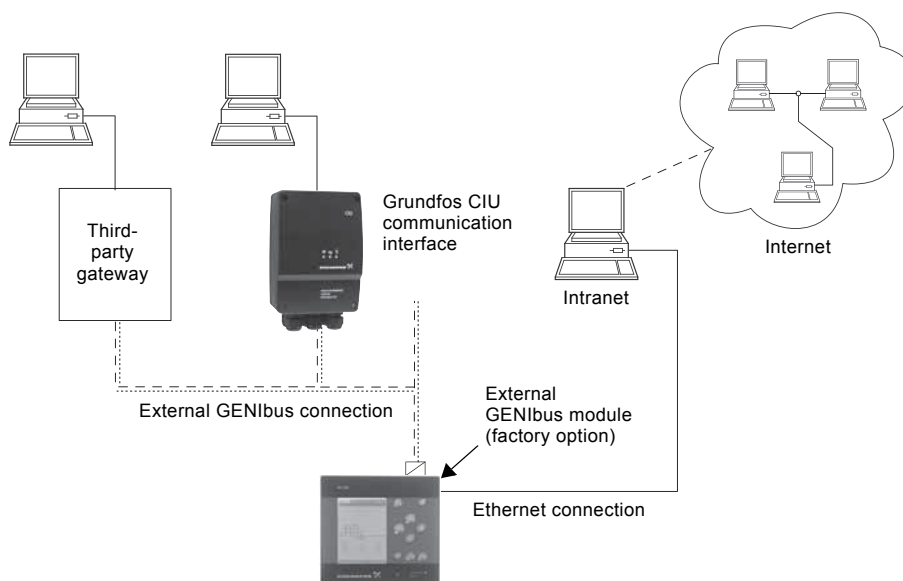 Third-
party
gateway
Grundfos CIU
communication
interface
Internet
Intranet
External GENIbus connection
External
GENIbus module
(factory option)
Ethernet connection